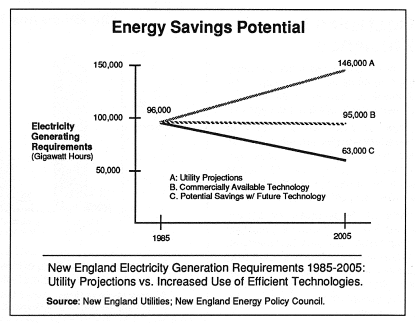 Energy Savings Potential
150,000
146,000 A
100,000
96,000
95,000 B
Electricity
Generating
Requirements
(Gigawatt Hours)
63,000 C
50,000
A: Utility Projections
B. Commercially Available Technology
C. Potential Savings w/ Future Technology
1985
2005
New England Electricity Generation Requirements 1985-2005:
Utility Projections vs. Increased Use of Efficient Technologies.
Source: New England Utilities; New England Energy Policy Council.